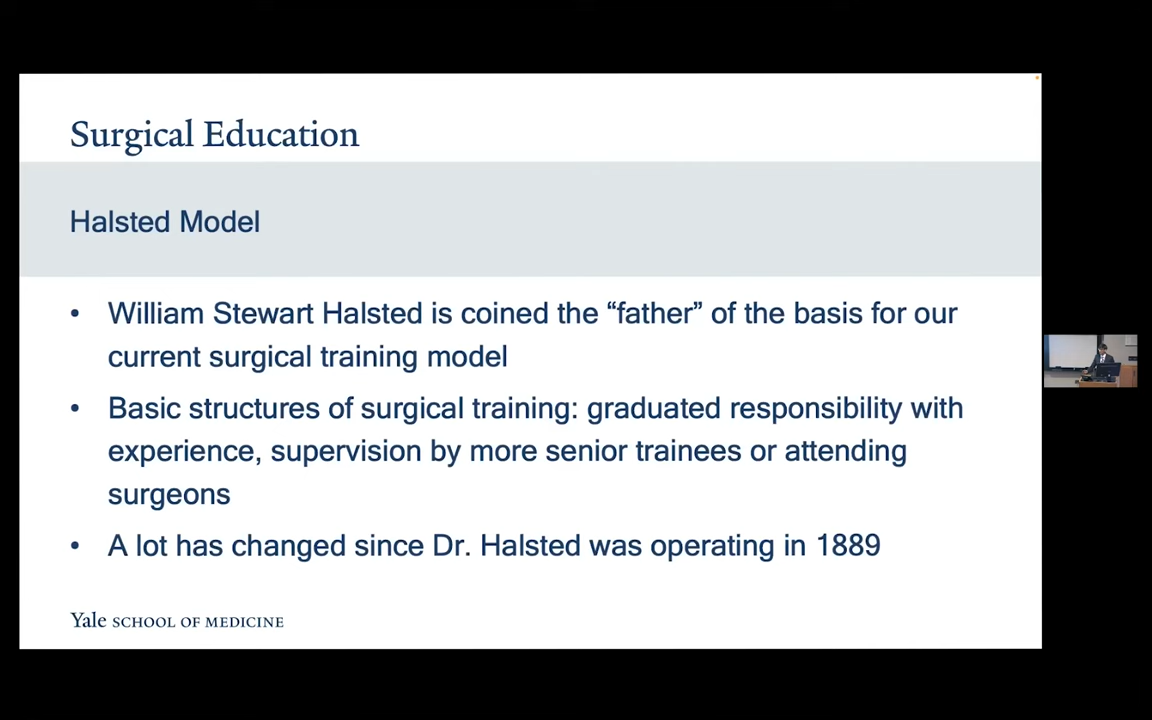 Surgical Education
Halsted Model
• William Stewart Halsted is coined the “father” of the basis for our
current surgical training model
• Basic structures of surgical training: graduated responsibility with
experience, supervision by more senior trainees or attending
surgeons
• A lot has changed since Dr. Halsted was operating in 1889
Yale SCHOOL OF MEDICINE